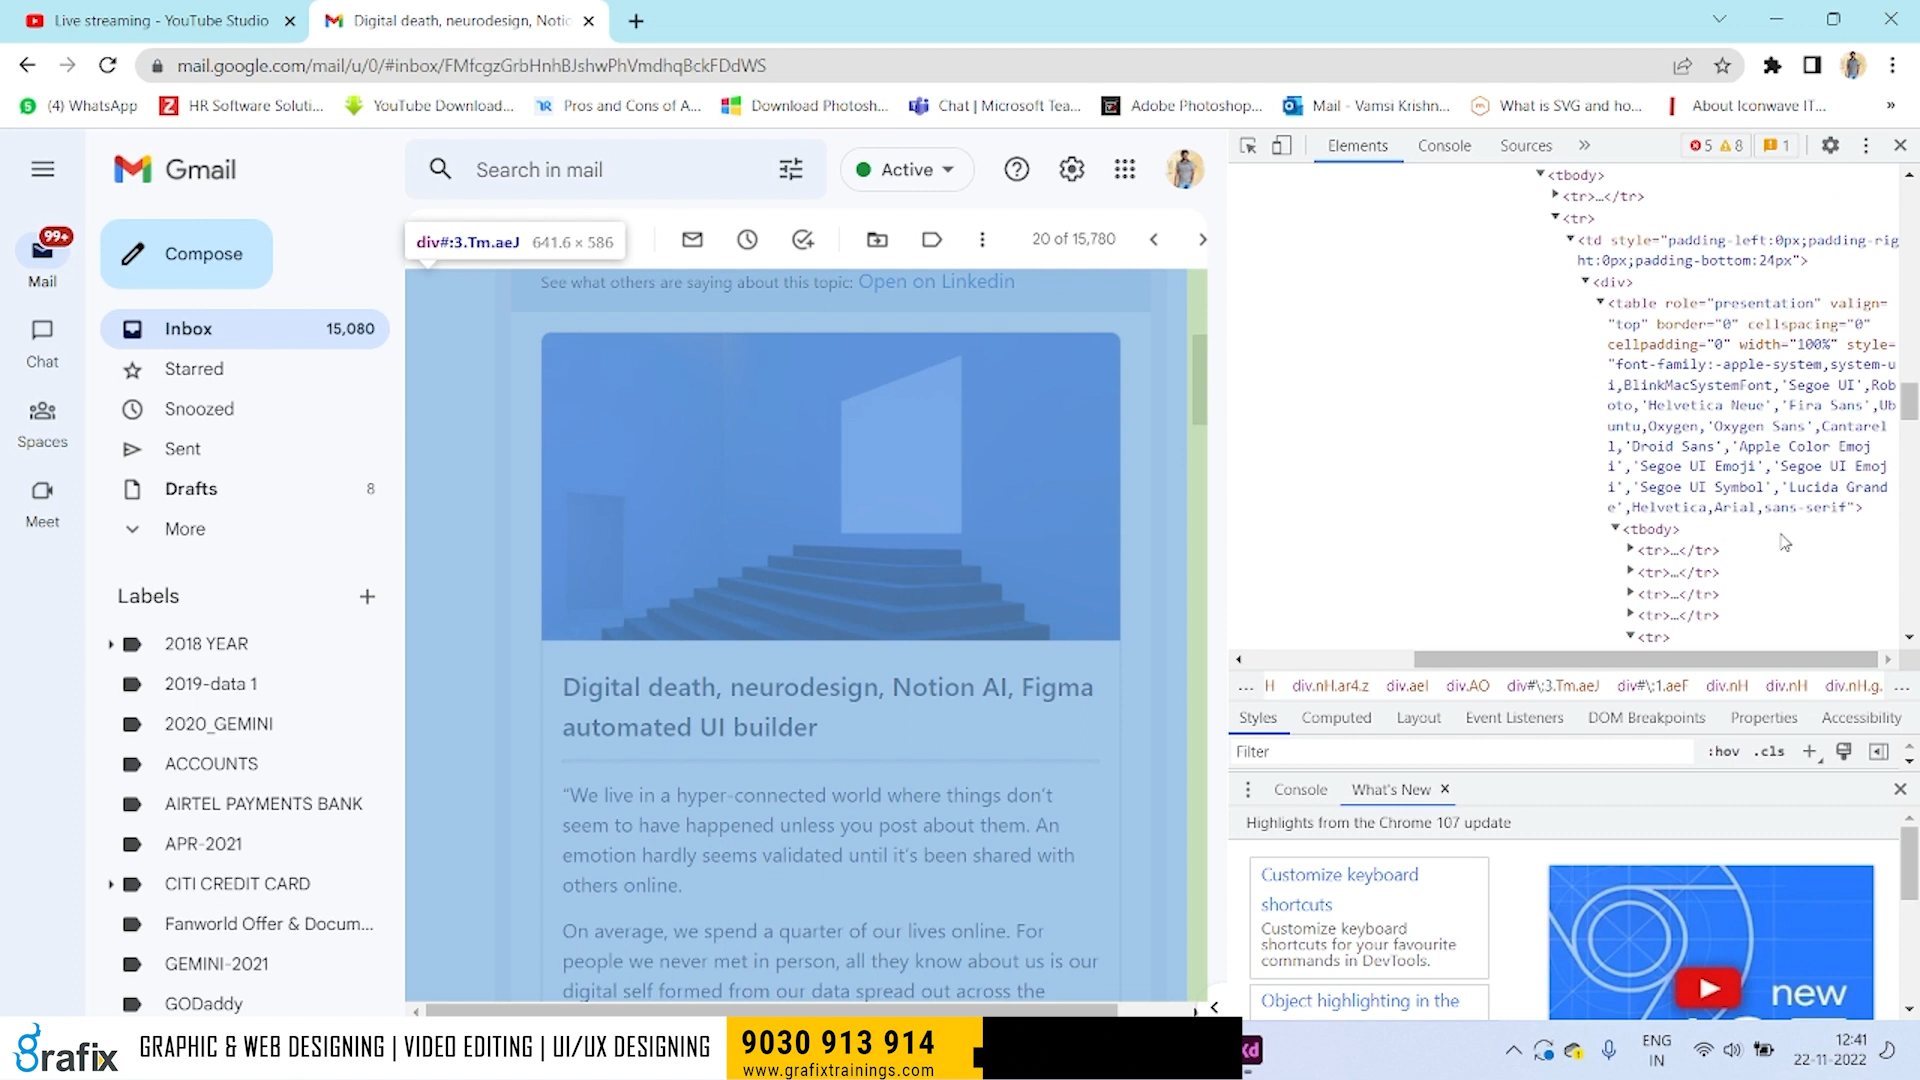 Live streaming - YouTube Studio
Digital death, neurodesign, Notic
mail.google.com/mail/u/0/#inbox/FMfcgzGrbHnhBJshwPhVmdhqBckFDdWS
(4) WhatsApp
HR Software Soluti...
YouTube Download...
Pros and Cons of A...
Download Photosh...
Chat | Microsoft Tea...
Adobe Photoshop...
Mail - Vamsi Krishn...
What is SVG and ho...
About Iconwave IT...
»
Gmail
Search in mail
Active
99+
Mail
Chat
Spaces
Meet
Compose
Inbox 15,080
Starred
Snoozed
Sent
Drafts 8
More
Labels
2018 YEAR
2019-data 1
2020_GEMINI
ACCOUNTS
AIRTEL PAYMENTS BANK
APR-2021
CITI CREDIT CARD
Fanworld Offer & Docum...
GEMINI-2021
GODaddy
div#:3.Tm.aeJ 641.6 × 586
20 of 15,780
See what others are saying about this topic: Open on Linkedin
Digital death, neurodesign, Notion AI, Figma
automated UI builder
“We live in a hyper-connected world where things don’t
seem to have happened unless you post about them. An
emotion hardly seems validated until it’s been shared with
others online.
On average, we spend a quarter of our lives online. For
people we never met in person, all they know about us is our
digital self formed from our data spread out across the
Elements
Console
Sources
»
5 8
1
<tbody>
<tr>…</tr>
<tr>
<td style="padding-left:0px;padding-rig
ht:0px;padding-bottom:24px">
<div>
<table role="presentation" valign=
"top" border="0" cellspacing="0"
cellpadding="0" width="100%" style=
"font-family:-apple-system,system-u
i,BlinkMacSystemFont,'Segoe UI',Rob
oto,'Helvetica Neue','Fira Sans',Ub
untu,Oxygen,'Oxygen Sans',Cantarel
l,'Droid Sans','Apple Color Emoj
i','Segoe UI Emoji','Segoe UI Emoj
i','Segoe UI Symbol','Lucida Grand
e',Helvetica,Arial,sans-serif">
<tbody>
<tr>…</tr>
<tr>…</tr>
<tr>…</tr>
<tr>…</tr>
<tr>
... H div.nH.ar4.z div.aeI div.AO div#\:3.Tm.aeJ div#\:1.aeF div.nH div.nH div.nH.g. ...
Styles Computed Layout Event Listeners DOM Breakpoints Properties Accessibility
Filter
:hov .cls
Console What's New
Highlights from the Chrome 107 update
Customize keyboard
shortcuts
Customize keyboard
shortcuts for your favourite
commands in DevTools.
Object highlighting in the
new
grafix
GRAPHIC & WEB DESIGNING | VIDEO EDITING | UI/UX DESIGNING
9030 913 914
www.grafixtrainings.com
Xd
ENG
IN
12:41
22-11-2022